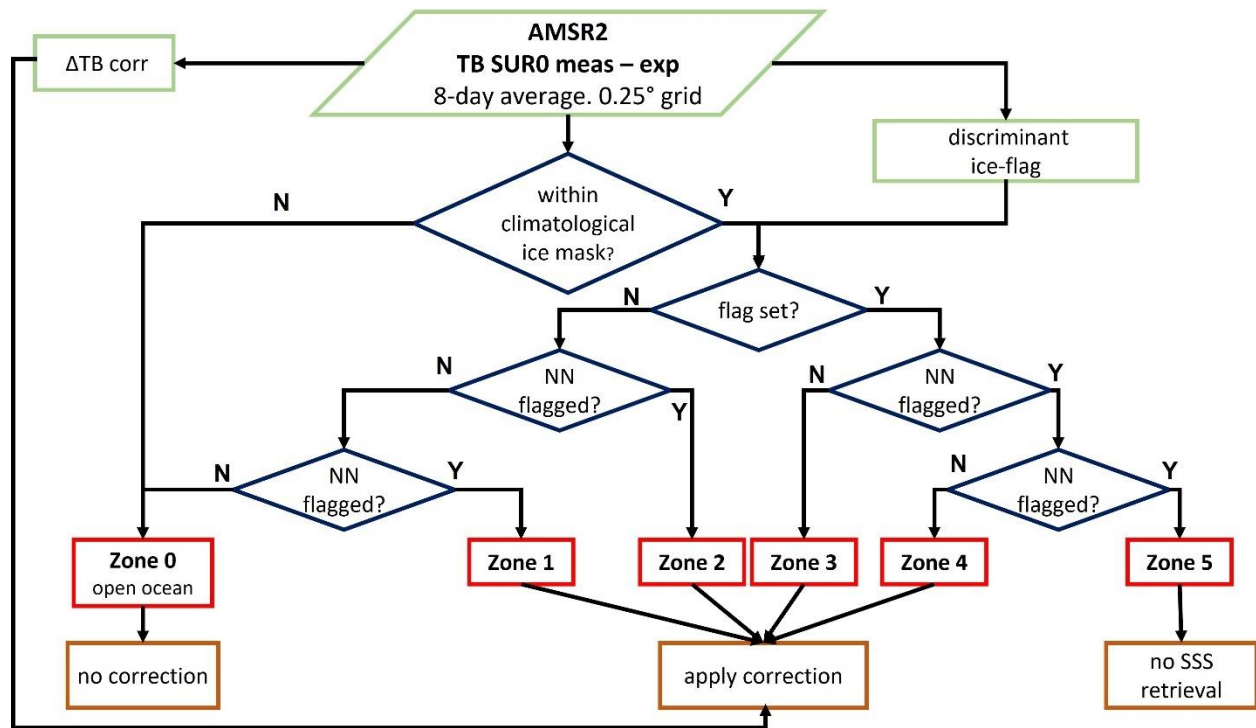 AMSR2
TB SUR0 meas – exp
8-day average. 0.25° grid
ΔTB corr
discriminant
ice-flag
within
climatological
ice mask?
N
Y
flag set?
N
Y
NN
flagged?
N
Y
NN
flagged?
N
Y
NN
flagged?
N
Y
NN
flagged?
N
Y
Zone 0
open ocean
Zone 1
Zone 2
Zone 3
Zone 4
Zone 5
no correction
apply correction
no SSS
retrieval